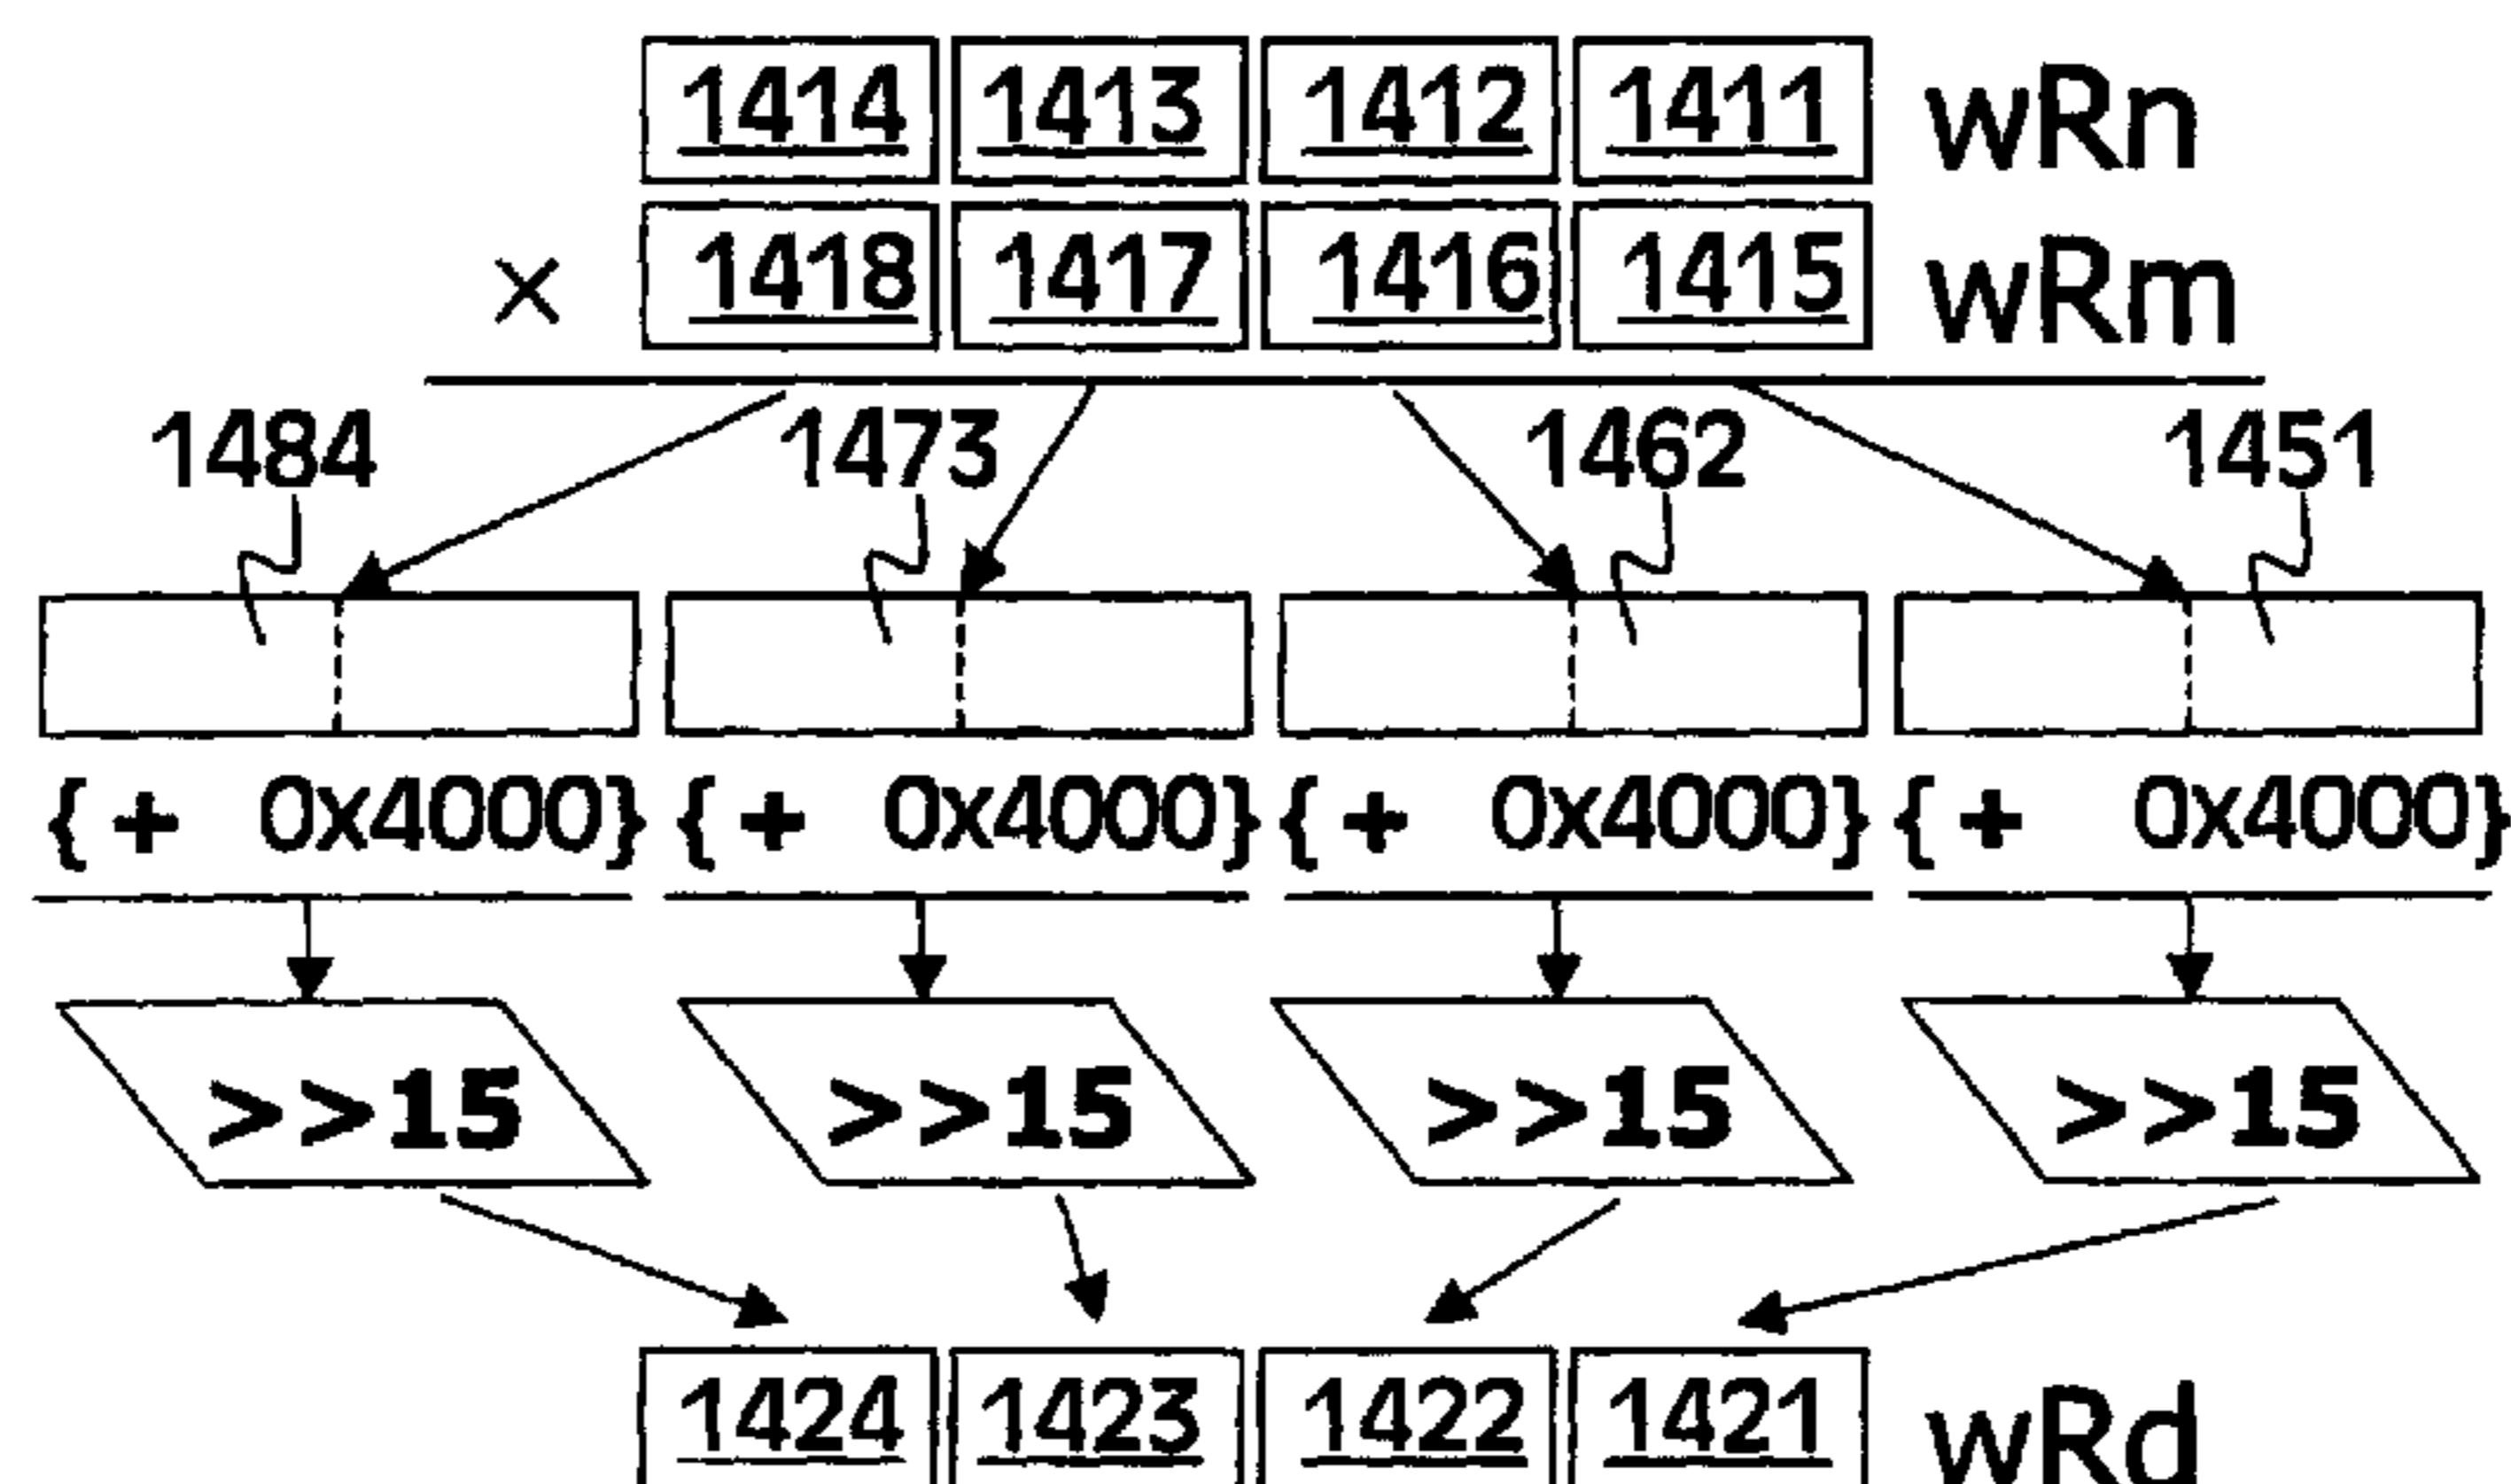 1414 1413 1412 1411 wRn
× 1418 1417 1416 1415 wRm
1484 1473 1462 1451
{ + 0x4000} { + 0x4000} { + 0x4000} { + 0x4000}
>>15 >>15 >>15 >>15
1424 1423 1422 1421 wRd